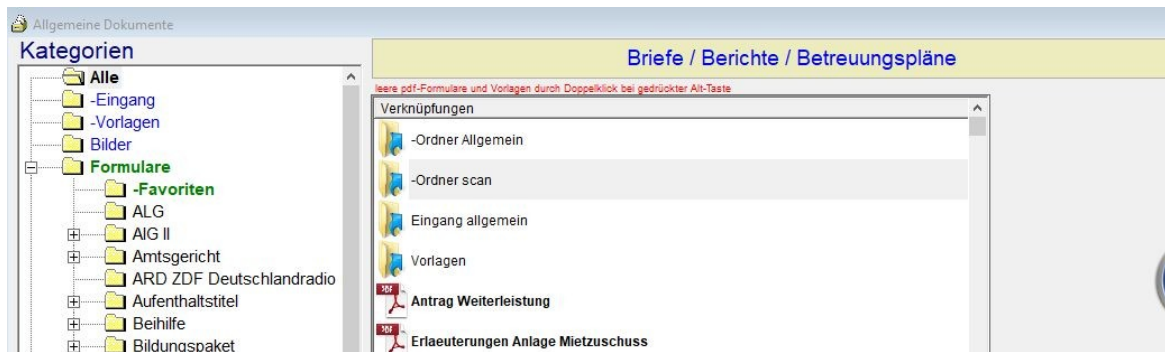 Allgemeine Dokumente
Kategorien
Alle
-Eingang
-Vorlagen
Bilder
Formulare
-Favoriten
ALG
AlG II
Amtsgericht
ARD ZDF Deutschlandradio
Aufenthaltstitel
Beihilfe
Bildungspaket
Briefe / Berichte / Betreuungspläne
leere pdf-Formulare und Vorlagen durch Doppelklick bei gedrückter Alt-Taste
Verknüpfungen
-Ordner Allgemein
-Ordner scan
Eingang allgemein
Vorlagen
Antrag Weiterleistung
Erlaeuterungen Anlage Mietzuschuss